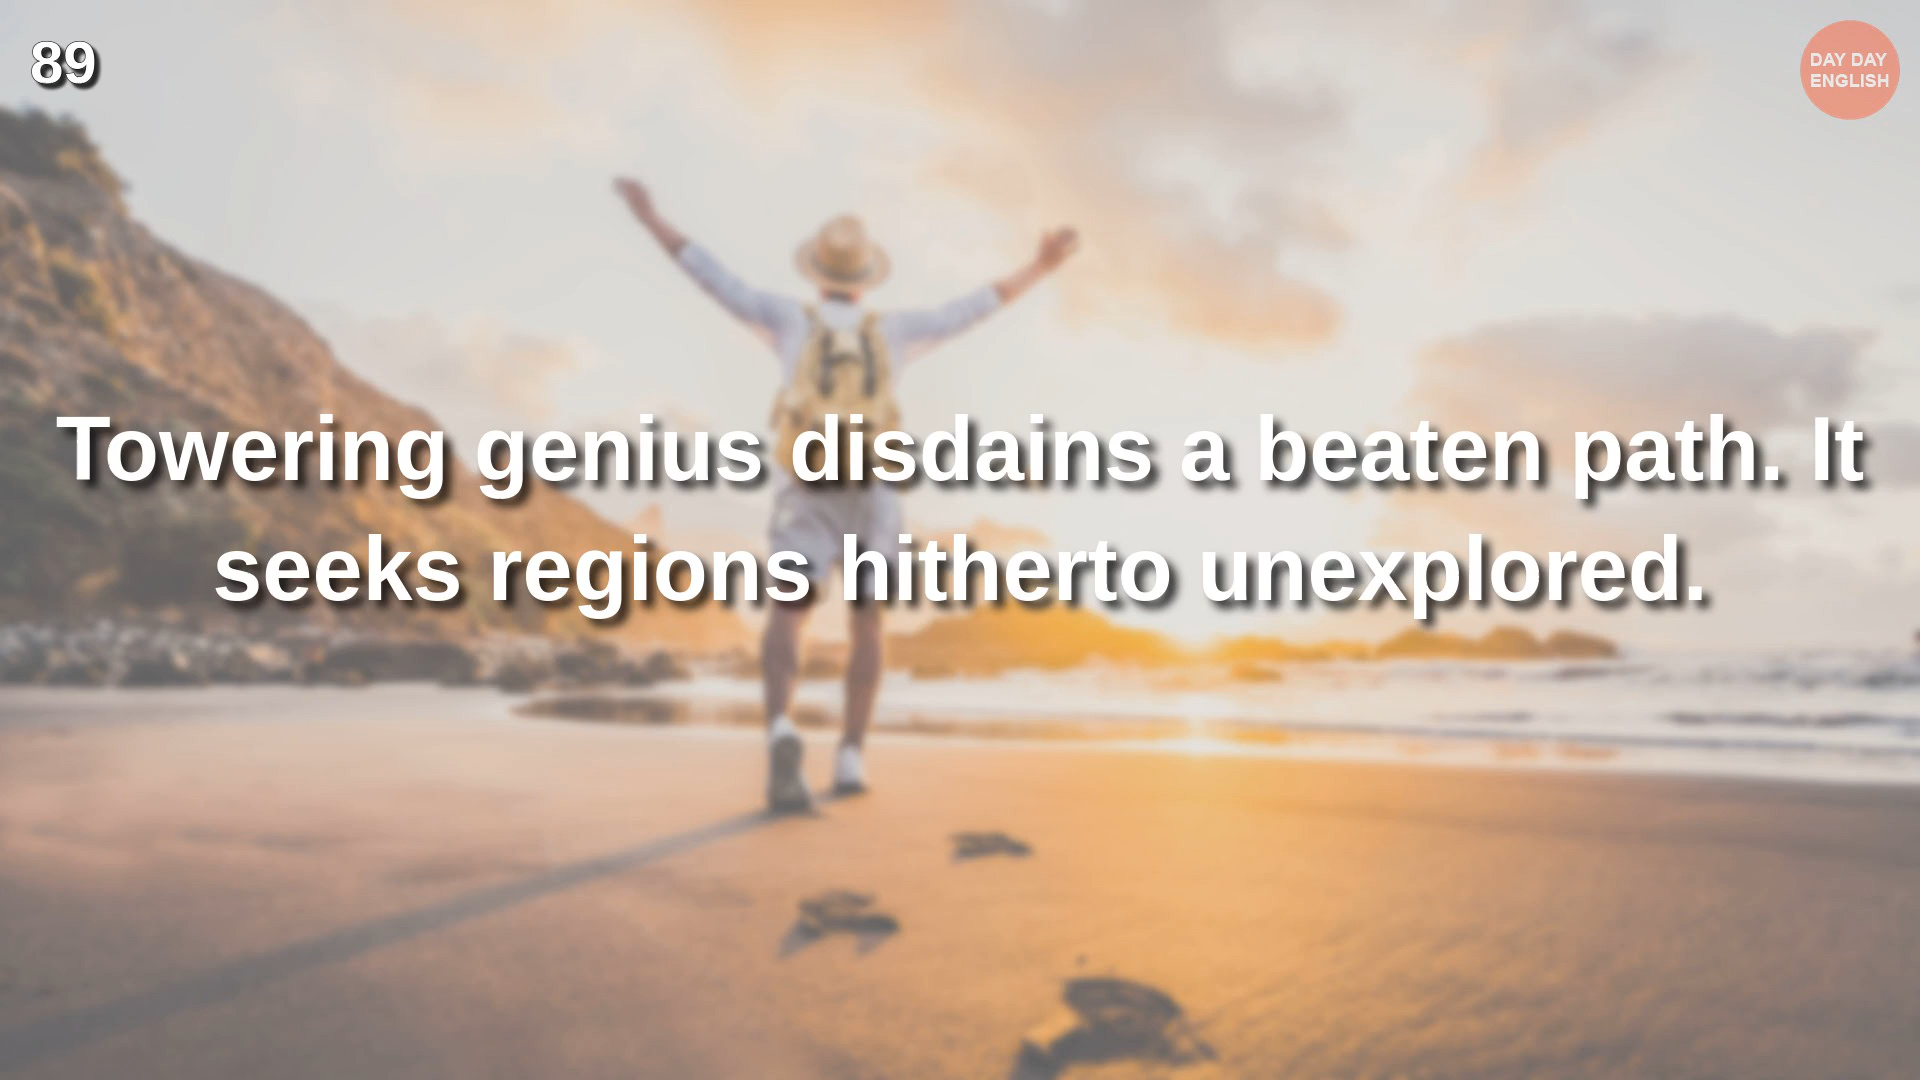 89
DAY DAY
ENGLISH
Towering genius disdains a beaten path. It
seeks regions hitherto unexplored.